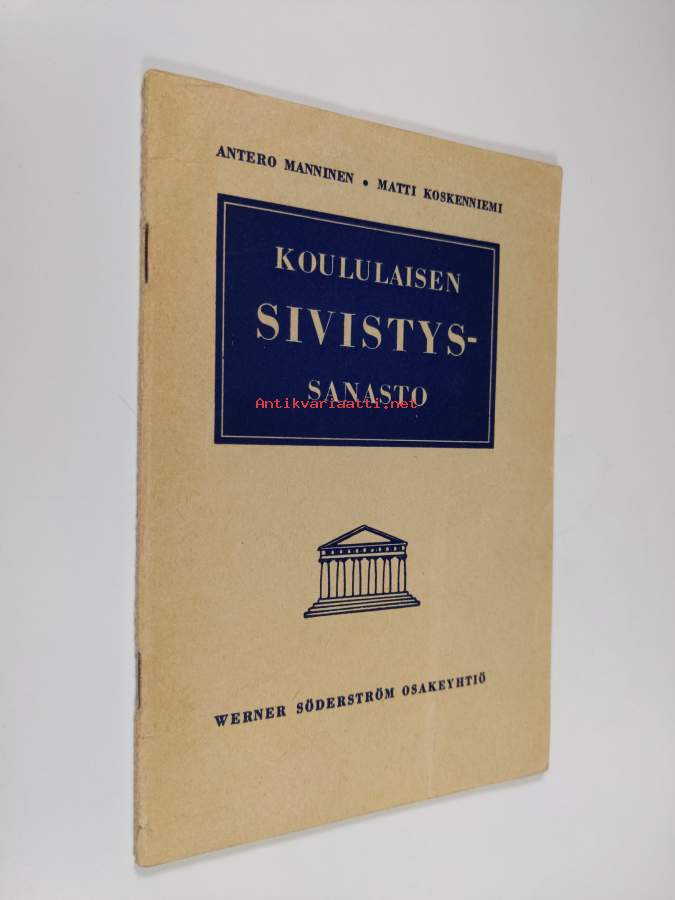 ANTERO MANNINEN • MATTI KOSKENNIEMI
KOULULAISEN
SIVISTYS-
SANASTO
Antikvariaatti.net
WERNER SÖDERSTRÖM OSAKEYHTIÖ